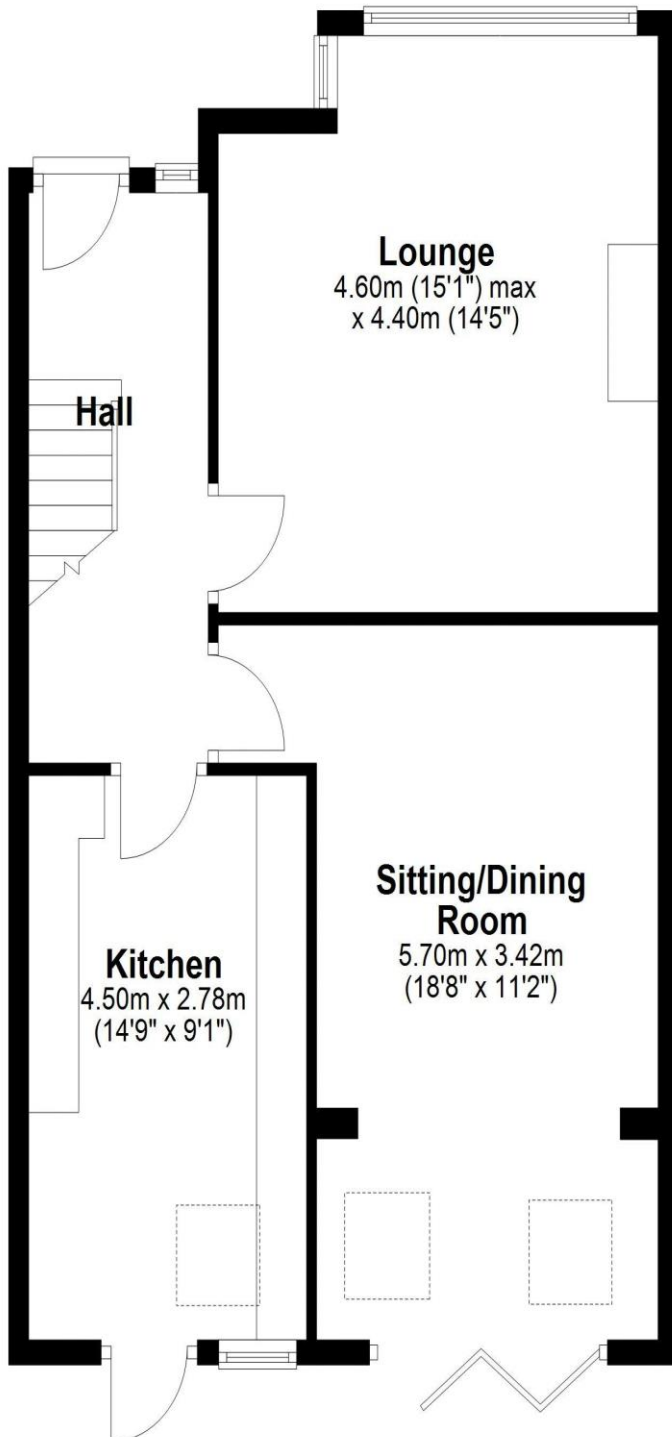 Lounge
4.60m (15'1") max
x 4.40m (14'5")
Hall
Sitting/Dining
Room
5.70m x 3.42m
(18'8" x 11'2")
Kitchen
4.50m x 2.78m
(14'9" x 9'1")